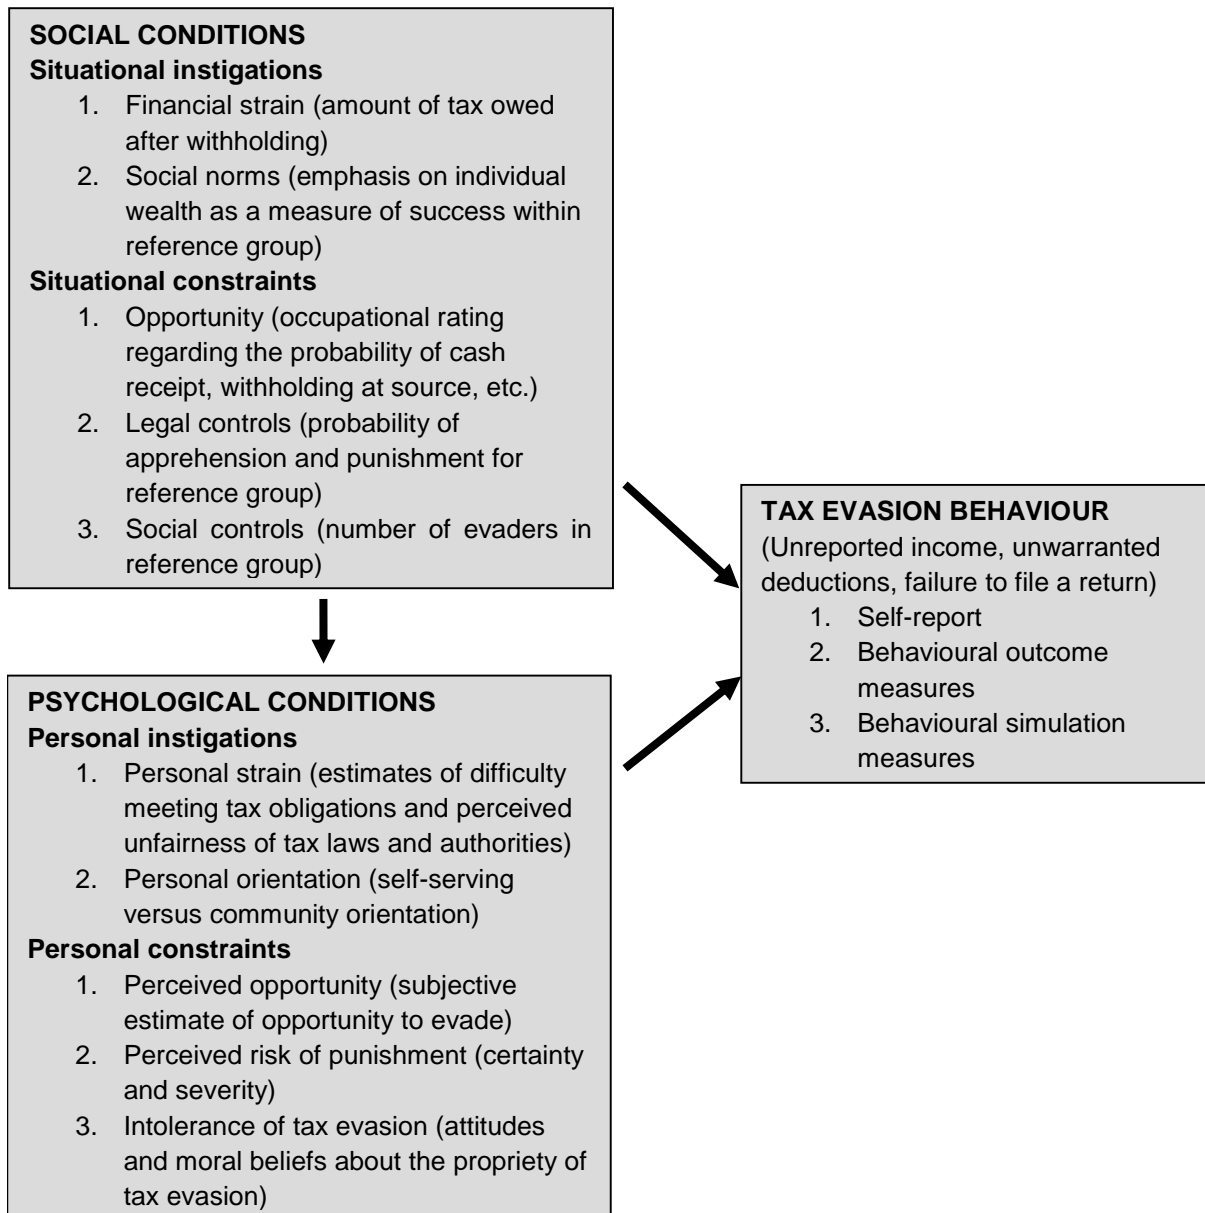 SOCIAL CONDITIONS
Situational instigations
1. Financial strain (amount of tax owed
after withholding)
2. Social norms (emphasis on individual
wealth as a measure of success within
reference group)
Situational constraints
1. Opportunity (occupational rating
regarding the probability of cash
receipt, withholding at source, etc.)
2. Legal controls (probability of
apprehension and punishment for
reference group)
3. Social controls (number of evaders in
reference group)
TAX EVASION BEHAVIOUR
(Unreported income, unwarranted
deductions, failure to file a return)
1. Self-report
2. Behavioural outcome
measures
3. Behavioural simulation
measures
PSYCHOLOGICAL CONDITIONS
Personal instigations
1. Personal strain (estimates of difficulty
meeting tax obligations and perceived
unfairness of tax laws and authorities)
2. Personal orientation (self-serving
versus community orientation)
Personal constraints
1. Perceived opportunity (subjective
estimate of opportunity to evade)
2. Perceived risk of punishment (certainty
and severity)
3. Intolerance of tax evasion (attitudes
and moral beliefs about the propriety of
tax evasion)